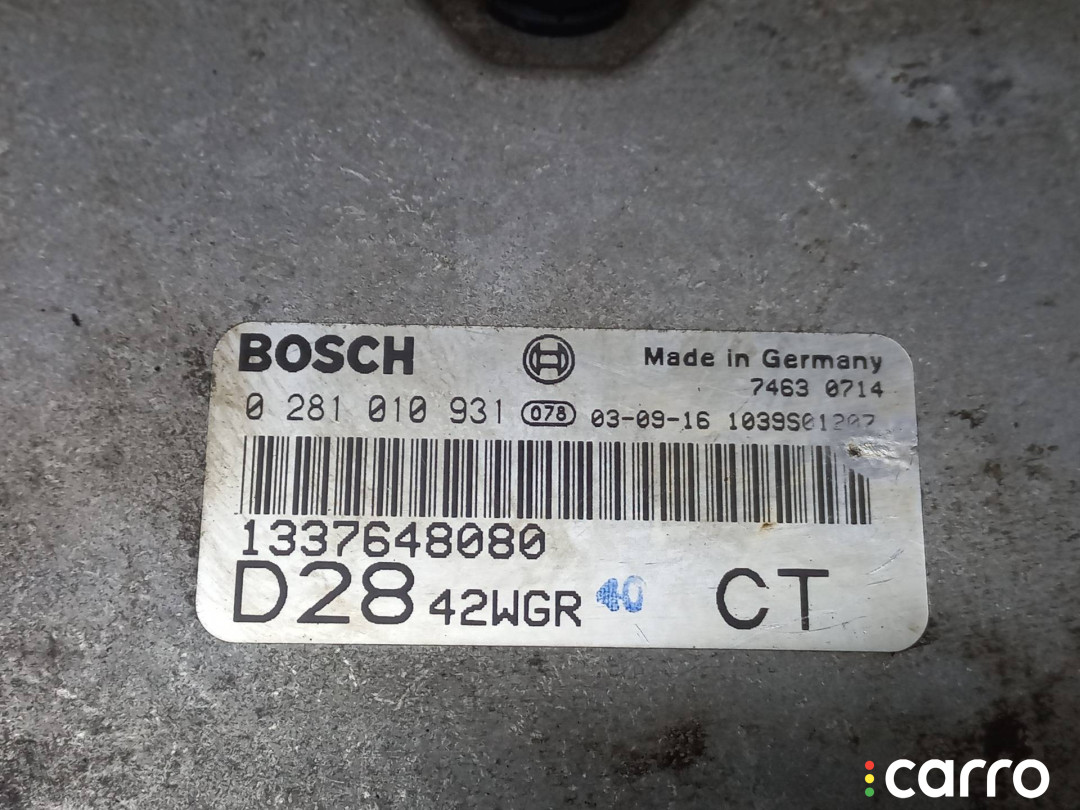 BOSCH
Made in Germany
7463 0714
0 281 010 931 078 03-09-16
1337648080
D28 42WGR 40 CT
carro